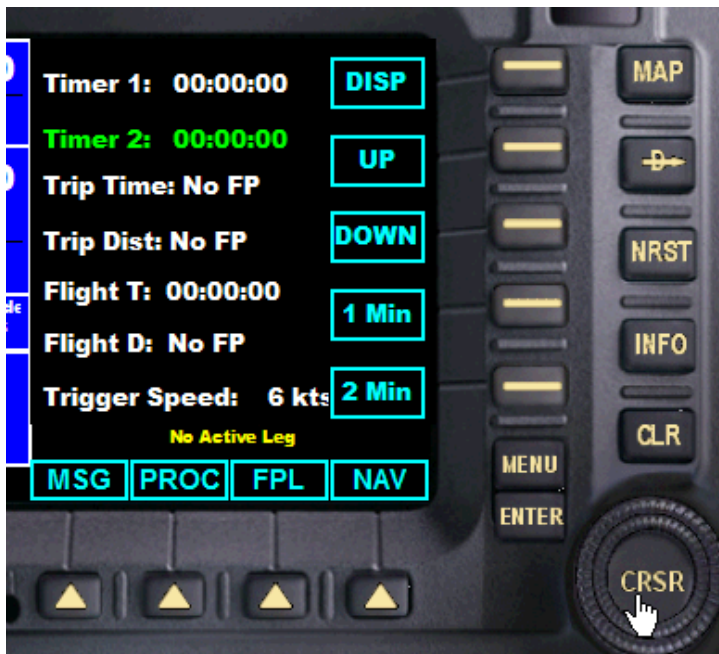 Timer 1: 00:00:00
DISP
MAP
Timer 2: 00:00:00
UP
D
Trip Time: No FP
Trip Dist: No FP
DOWN
NRST
Flight T: 00:00:00
1 Min
Flight D: No FP
INFO
Trigger Speed: 6 kts
2 Min
No Active Leg
CLR
MSG PROC FPL NAV
MENU
ENTER
CRSR